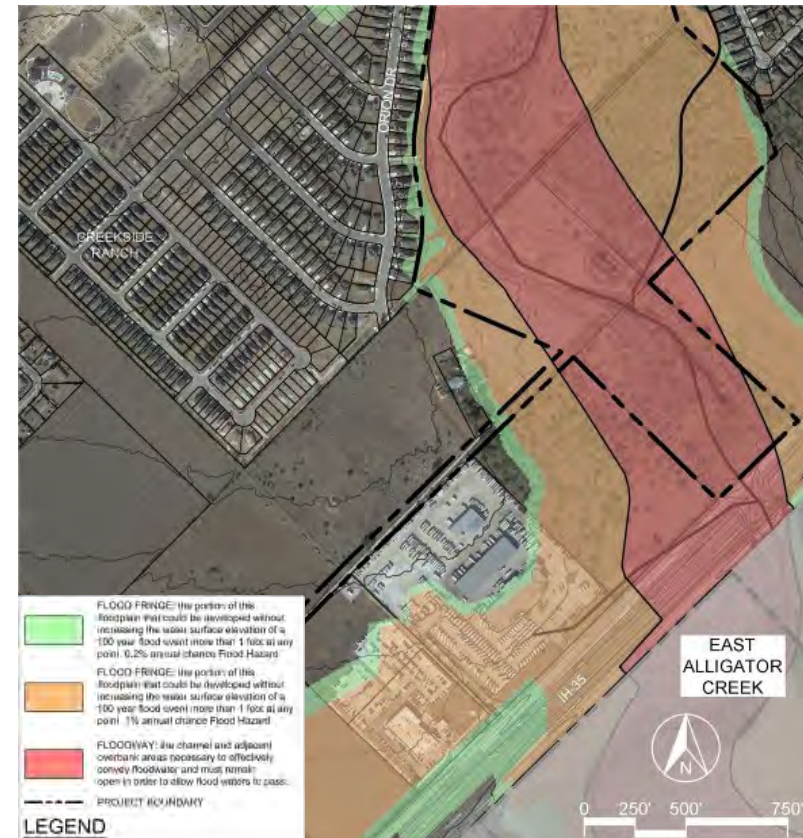 ORION DR
CREEKSIDE
RANCH
FLOOD FRINGE: the portion of this
floodplain that could be developed without
increasing the water surface elevation of a
100 year flood event more than 1 foot at any
point. 0.2% annual chance Flood Hazard
FLOOD FRINGE: the portion of this
floodplain that could be developed without
increasing the water surface elevation of a
100 year flood event more than 1 foot at any
point. 1% annual chance Flood Hazard
FLOODWAY: the channel and adjacent
overbank areas necessary to effectively
convey floodwater and must remain
open in order to allow flood waters to pass.
PROJECT BOUNDARY
LEGEND
IH-35
EAST
ALLIGATOR
CREEK
N
0 250' 500' 750'